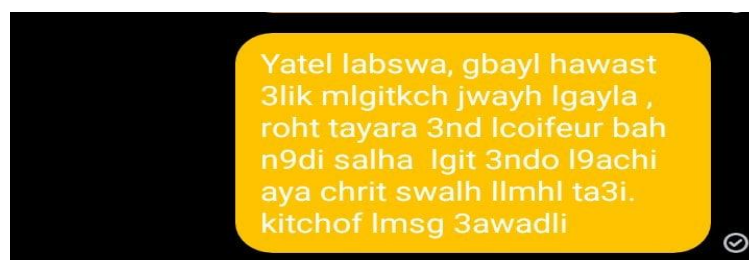 Yatel labswa, gbayl hawast
3lik mlgitkch jwayh lgayla ,
roht tayara 3nd lcoifeur bah
n9di salha lgit 3ndo l9achi
aya chrit swalh llmhl ta3i.
kitchof lmsg 3awadli